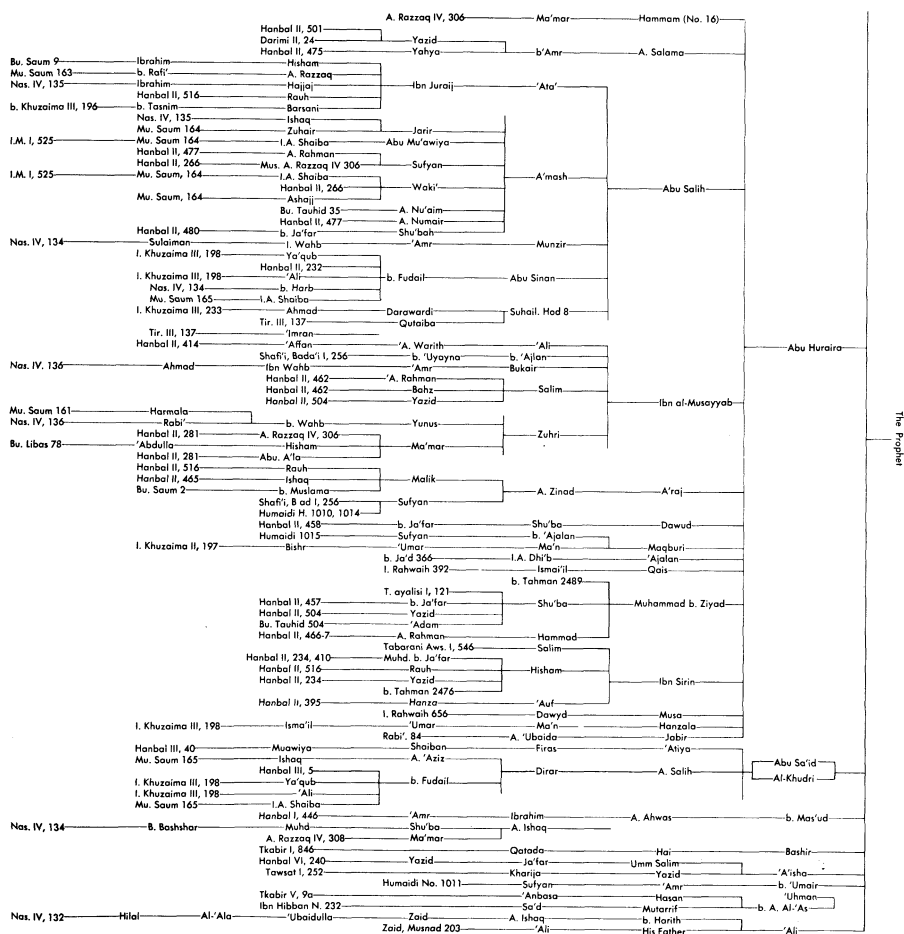 A. Razzaq IV, 306 Ma'mar Hammam (No. 16)
Hanbal II, 501
Darimi II, 24 Yazid
Hanbal II, 475 Yahya b'Amr A. Salama
Bu. Saum 9 Ibrahim Hisham
Mu. Saum 163 b. Rafi' A. Razzaq
Nas. IV, 135 Ibrahim Hajjaj Ibn Juraij 'Ata'
Hanbal II, 516 Rauh
b. Khuzaima III, 196 b. Tasnim Barsani
Nas. IV, 135 Ishaq
Mu. Saum 164 Zuhair Jarir
I.M. I, 525 Mu. Saum 164 I.A. Shaiba Abu Mu'awiya
Hanbal II, 477 A. Rahman
Hanbal II, 266 Mus. A. Razzaq IV 306 Sufyan
I.M. I, 525 Mu. Saum, 164 I.A. Shaiba A'mash
Hanbal II, 266 Waki' Abu Salih
Mu. Saum, 164 Ashajj
Bu. Tauhid 35 A. Nu'aim
Hanbal II, 477 A. Numair
Hanbal II, 480 b. Ja'far Shu'bah
Nas. IV, 134 Sulaiman I. Wahb 'Amr Munzir
I. Khuzaima III, 198 Ya'qub
Hanbal II, 232
I. Khuzaima III, 198 'Ali b. Fudail Abu Sinan
Nas. IV, 134 b. Harb
Mu. Saum 165 I.A. Shaiba
I. Khuzaima III, 233 Ahmad Darawardi Suhail. Hod 8
Tir. III, 137 Qutaiba
Tir. III, 137 'Imran
Hanbal II, 414 'Affan 'A. Warith 'Ali Abu Huraira
Shafi'i, Bada'i I, 256 b. 'Uyayna b. 'Ajlan
Nas. IV, 136 Ahmad Ibn Wahb 'Amr Bukair
Hanbal II, 462 'A. Rahman
Hanbal II, 462 Bahz Salim
Hanbal II, 504 Yazid Ibn al-Musayyab
Mu. Saum 161 Harmala
Nas. IV, 136 Rabi' b. Wahb Yunus
Hanbal II, 281 A. Razzaq IV, 306 Zuhri
Bu. Libas 78 'Abdulla Hisham Ma'mar
Hanbal II, 281 Abu. A'la
Hanbal II, 516 Rauh
Hanbal II, 465 Ishaq Malik
Bu. Saum 2 b. Muslama A. Zinad A'raj
Shafi'i, B ad I, 256 Sufyan
Humaidi H. 1010, 1014
Hanbal II, 458 b. Ja'far Shu'ba Dawud
Humaidi 1015 Sufyan b. 'Ajalan
I. Khuzaima II, 197 Bishr 'Umar Ma'n Maqburi
b. Ja'd 366 I.A. Dhi'b 'Ajalan
I. Rahwaih 392 Ismai'il Qais
b. Tahman 2489
T. ayalisi I, 121
Hanbal II, 457 b. Ja'far Shu'ba Muhammad b. Ziyad
Hanbal II, 504 Yazid
Bu. Tauhid 504 'Adam
Hanbal II, 466-7 A. Rahman Hammad
Tabarani Aws. I, 546 Salim
Hanbal II, 234, 410 Muhd. b. Ja'far
Hanbal II, 516 Rauh Hisham
Hanbal II, 234 Yazid Ibn Sirin
b. Tahman 2476
Hanbal II, 395 Hanza 'Auf
I. Rahwaih 656 Dawyd Musa
I. Khuzaima III, 198 Isma'il 'Umar Ma'n Hanzala
Rabi'. 84 A. 'Ubaida Jabir
Hanbal III, 40 Muawiya Shaiban Firas 'Atiya
Mu. Saum 165 Ishaq A. 'Aziz Abu Sa'id
Hanbal III, 5 Dirar A. Salih
I. Khuzaima III, 198 Ya'qub b. Fudail Al-Khudri
I. Khuzaima III, 198 'Ali
Mu. Saum 165 I.A. Shaiba
Hanbal I, 446 'Amr Ibrahim A. Ahwas b. Mas'ud
Nas. IV, 134 B. Bashshar Muhd Shu'ba A. Ishaq
A. Razzaq IV, 308 Ma'mar
Tkabir I, 846 Qatada Hai Bashir
Hanbal VI, 240 Yazid Ja'far Umm Salim
Tawsat I, 252 Kharija Yazid 'A'isha
Humaidi No. 1011 Sufyan 'Amr b. 'Umair
Tkabir V, 9a 'Anbasa Hasan 'Uhman
Ibn Hibban N. 232 Sa'd Mutarrif b. A. Al-'As
Nas. IV, 132 Hilal Al-'Ala 'Ubaidulla Zaid A. Ishaq b. Harith
Zaid, Musnad 203 'Ali His Father 'Ali
The Prophet